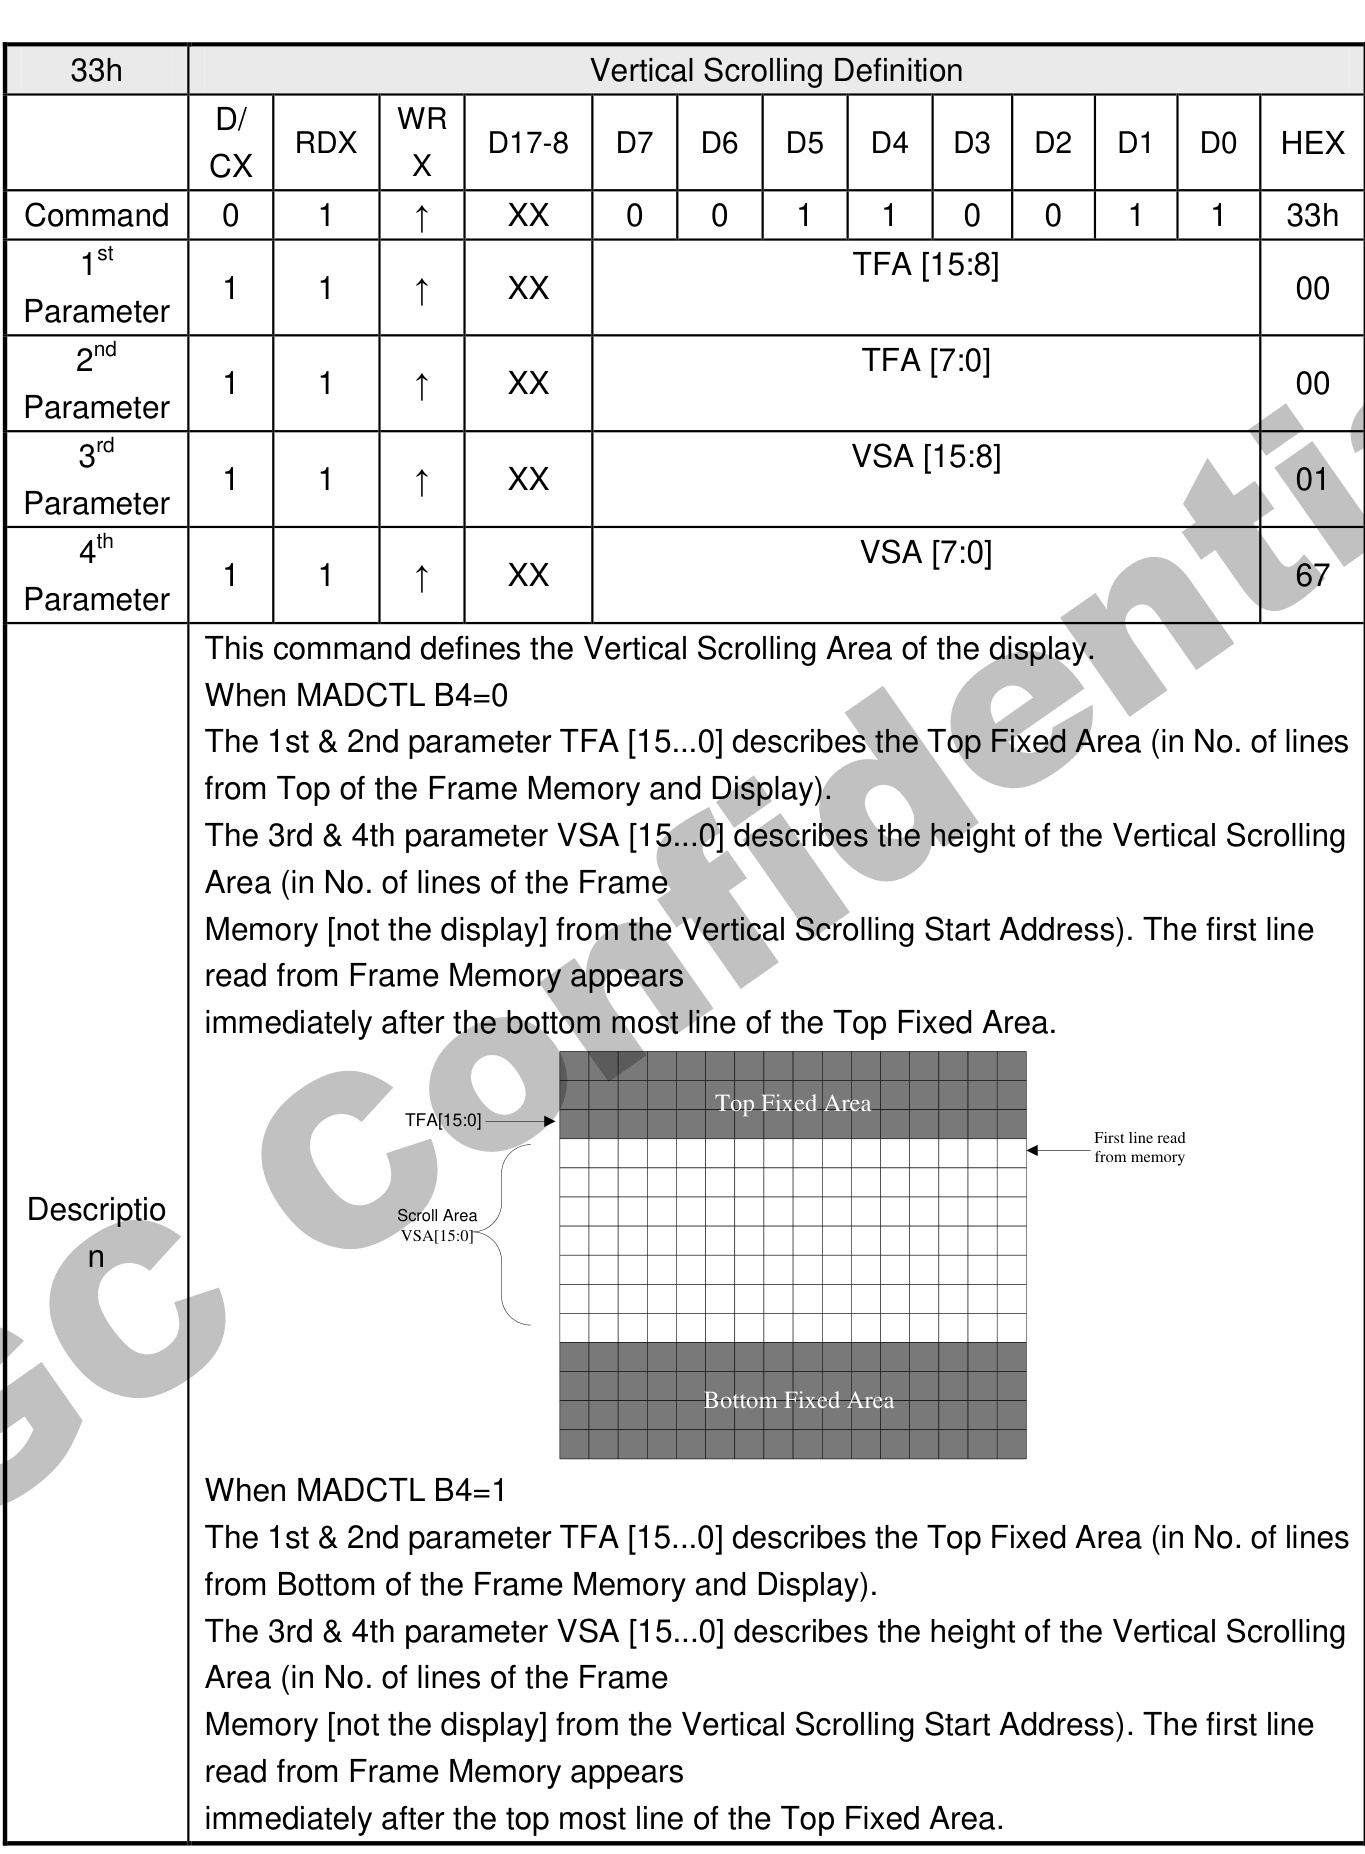 33h Vertical Scrolling Definition
D/
CX RDX WR
X D17-8 D7 D6 D5 D4 D3 D2 D1 D0 HEX
Command 0 1 ↑ XX 0 0 1 1 0 0 1 1 33h
1st
Parameter 1 1 ↑ XX TFA [15:8] 00
2nd
Parameter 1 1 ↑ XX TFA [7:0] 00
3rd
Parameter 1 1 ↑ XX VSA [15:8] 01
4th
Parameter 1 1 ↑ XX VSA [7:0] 67
Descriptio
n
This command defines the Vertical Scrolling Area of the display.
When MADCTL B4=0
The 1st & 2nd parameter TFA [15...0] describes the Top Fixed Area (in No. of lines
from Top of the Frame Memory and Display).
The 3rd & 4th parameter VSA [15...0] describes the height of the Vertical Scrolling
Area (in No. of lines of the Frame
Memory [not the display] from the Vertical Scrolling Start Address). The first line
read from Frame Memory appears
immediately after the bottom most line of the Top Fixed Area.
Top Fixed Area
TFA[15:0]
First line read
from memory
Scroll Area
VSA[15:0]
Bottom Fixed Area
When MADCTL B4=1
The 1st & 2nd parameter TFA [15...0] describes the Top Fixed Area (in No. of lines
from Bottom of the Frame Memory and Display).
The 3rd & 4th parameter VSA [15...0] describes the height of the Vertical Scrolling
Area (in No. of lines of the Frame
Memory [not the display] from the Vertical Scrolling Start Address). The first line
read from Frame Memory appears
immediately after the top most line of the Top Fixed Area.